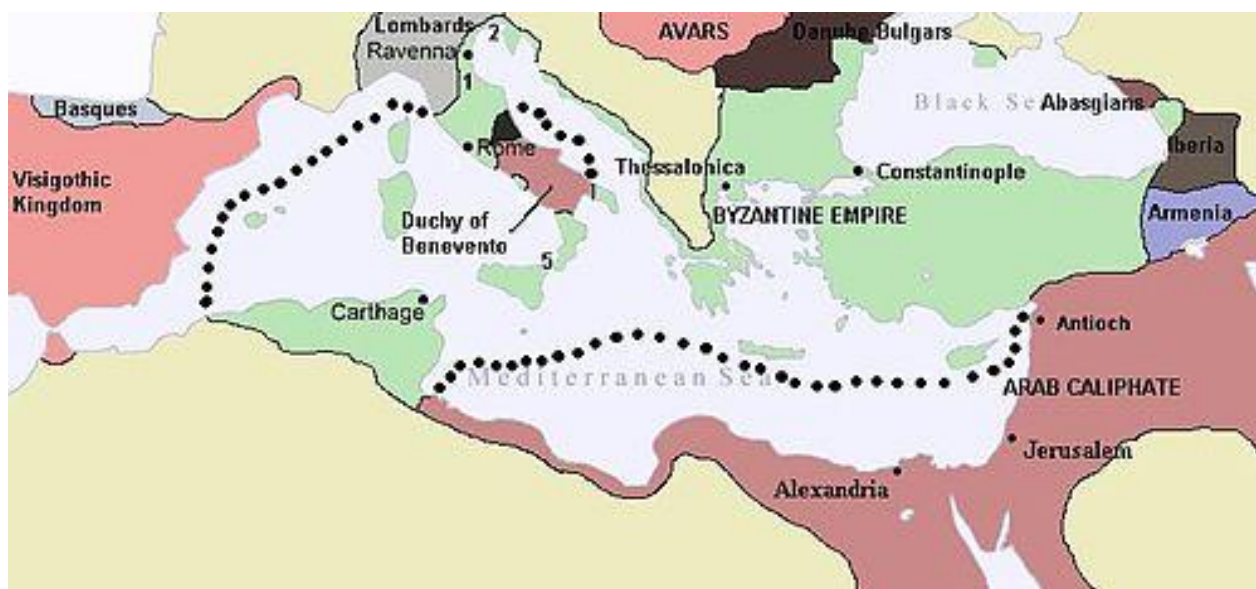 Lombards
Ravenna
2
1
AVARS
Danube Bulgars
Black Se
Abasgians
Basques
Iberia
Visigothic
Kingdom
Rome
Thessalonica
Constantinople
Armenia
BYZANTINE EMPIRE
Duchy of
Benevento
5
Carthage
Antioch
Mediterranean Sea
ARAB CALIPHATE
Jerusalem
Alexandria